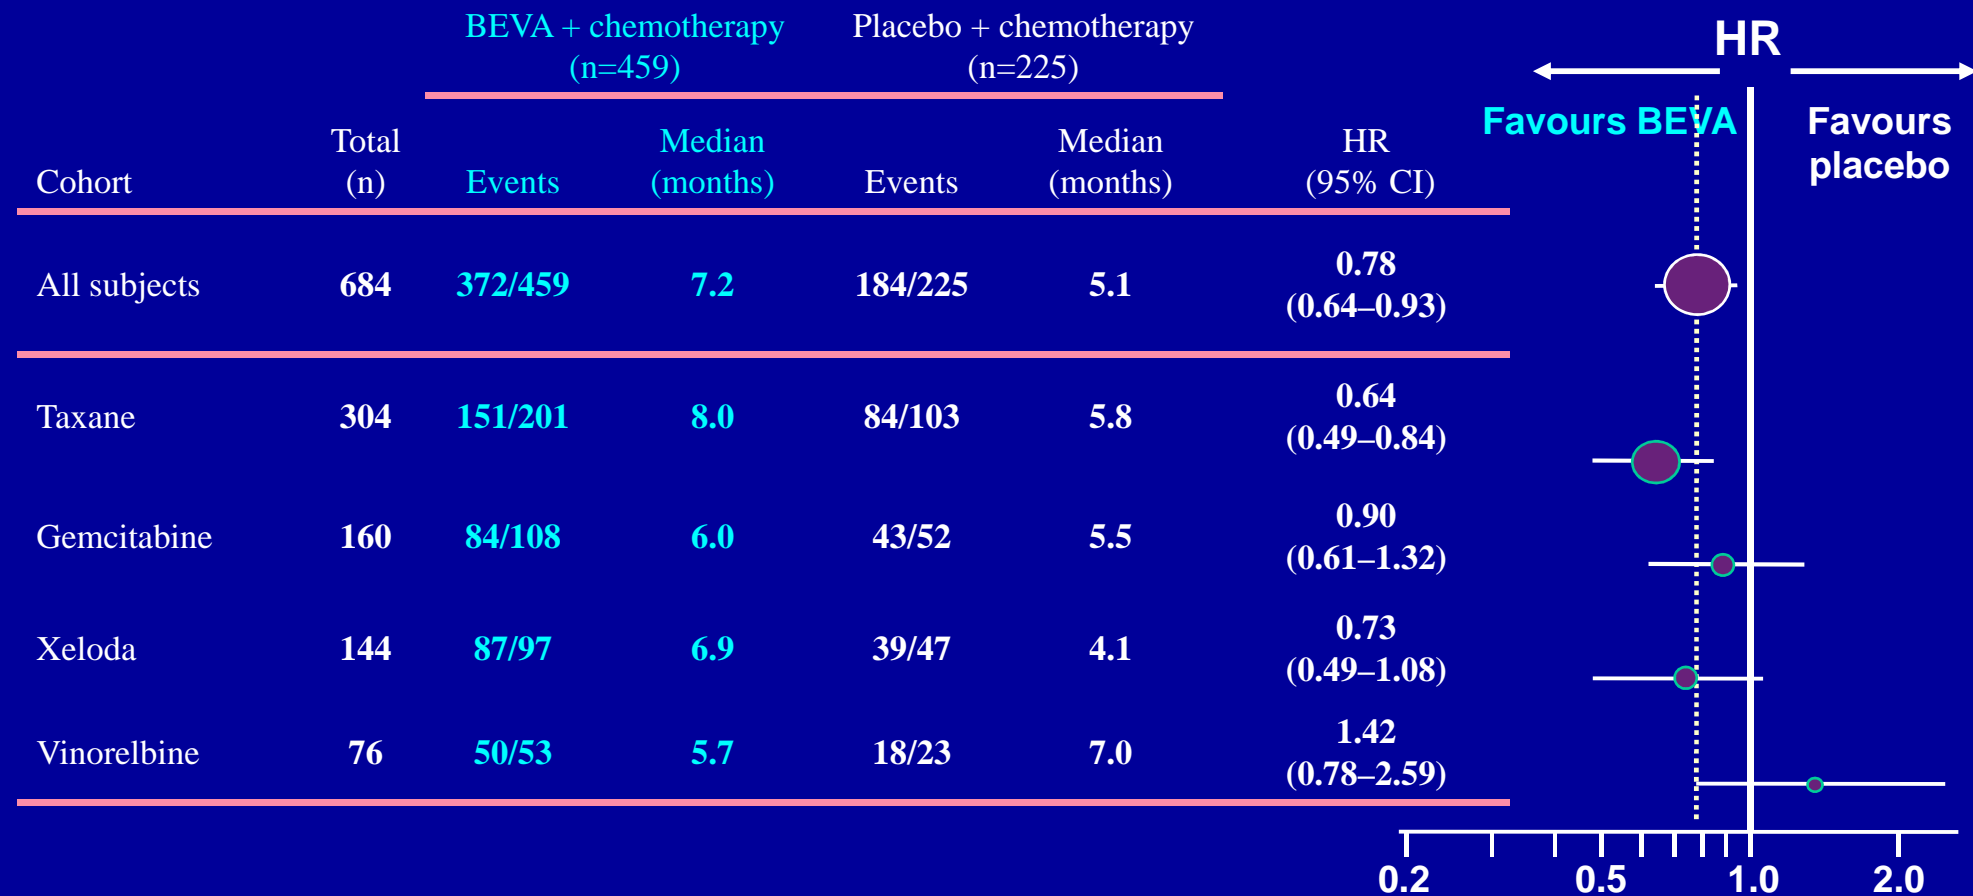 BEVA + chemotherapy Placebo + chemotherapy HR
(n=459) (n=225)
Favours BEVA Favours
placebo
Total Median Median HR
Cohort (n) Events (months) Events (months) (95% CI)
All subjects 684 372/459 7.2 184/225 5.1 0.78
(0.64–0.93)
Taxane 304 151/201 8.0 84/103 5.8 0.64
(0.49–0.84)
Gemcitabine 160 84/108 6.0 43/52 5.5 0.90
(0.61–1.32)
Xeloda 144 87/97 6.9 39/47 4.1 0.73
(0.49–1.08)
Vinorelbine 76 50/53 5.7 18/23 7.0 1.42
(0.78–2.59)
0.2 0.5 1.0 2.0